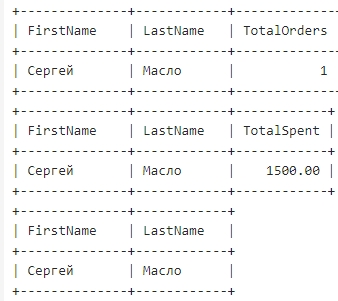 +--------------+-------------+-------------
| FirstName | LastName | TotalOrders
+--------------+-------------+-------------
| Сергей | Масло | 1
+--------------+-------------+-------------
+--------------+-------------+------------+
| FirstName | LastName | TotalSpent |
+--------------+-------------+------------+
| Сергей | Масло | 1500.00 |
+--------------+-------------+------------+
+--------------+-------------+
| FirstName | LastName |
+--------------+-------------+
| Сергей | Масло |
+--------------+-------------+